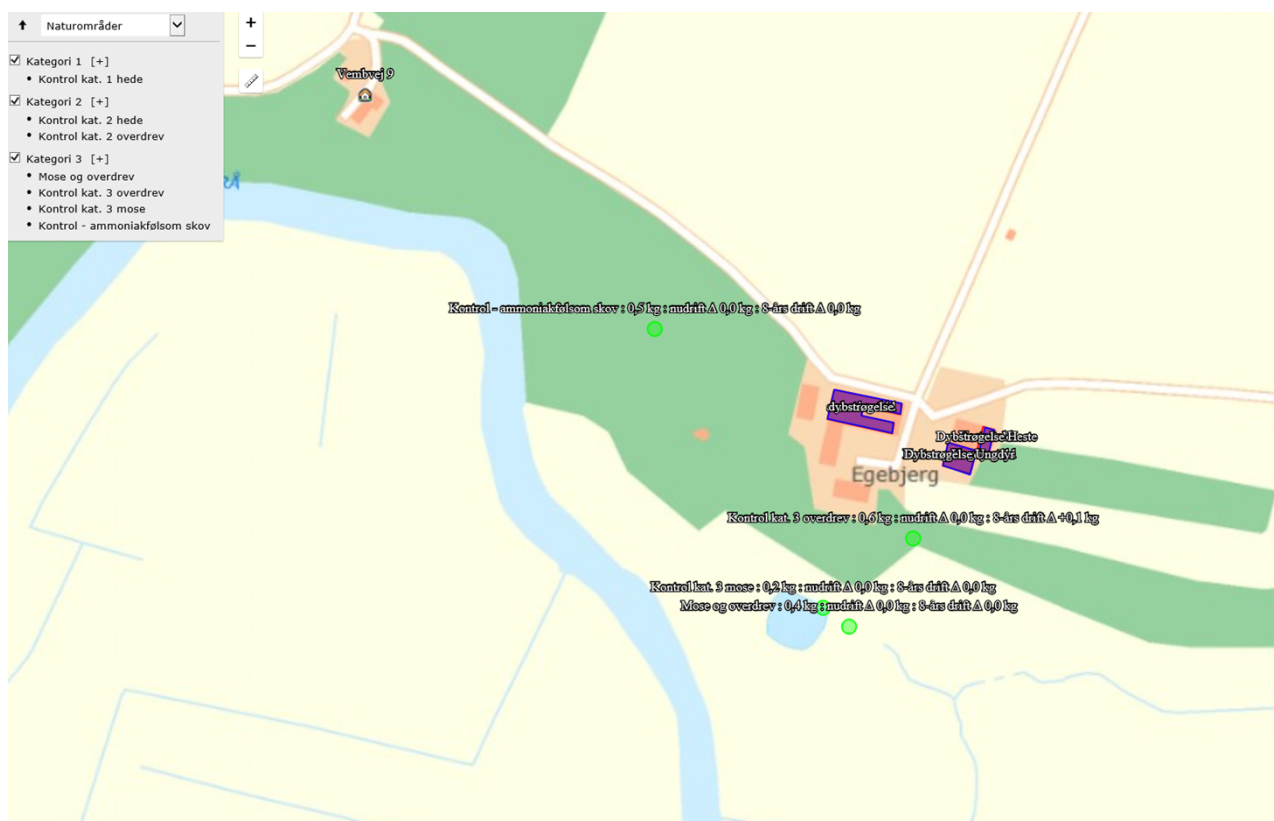 Naturområder
+
−
Kategori 1 [+]
Kontrol kat. 1 hede
Kategori 2 [+]
Kontrol kat. 2 hede
Kontrol kat. 2 overdrev
Kategori 3 [+]
Mose og overdrev
Kontrol kat. 3 overdrev
Kontrol kat. 3 mose
Kontrol - ammoniakfølsom skov
Vembvej 9
Å
Kontrol - ammoniakfølsom skov : 0,5 kg : nudrift Δ 0,0 kg : 8-års drift Δ 0,0 kg
dybstrøgelse
Dybstrøgelse Heste
Dybstrøgelse Ungdyr
Egebjerg
Kontrol kat. 3 overdrev : 0,6 kg : nudrift Δ 0,0 kg : 8-års drift Δ +0,1 kg
Kontrol kat. 3 mose : 0,2 kg : nudrift Δ 0,0 kg : 8-års drift Δ 0,0 kg
Mose og overdrev : 0,4 kg : nudrift Δ 0,0 kg : 8-års drift Δ 0,0 kg